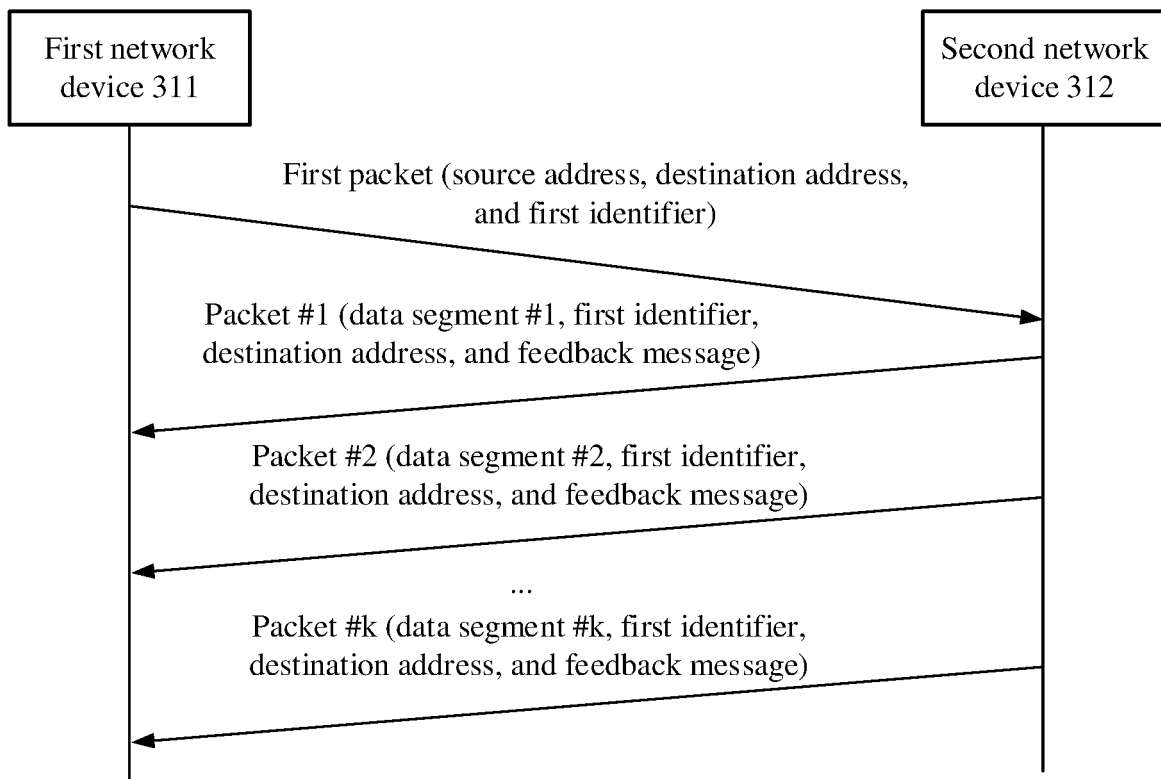 First network
device 311
Second network
device 312
First packet (source address, destination address,
and first identifier)
Packet #1 (data segment #1, first identifier,
destination address, and feedback message)
Packet #2 (data segment #2, first identifier,
destination address, and feedback message)
...
Packet #k (data segment #k, first identifier,
destination address, and feedback message)